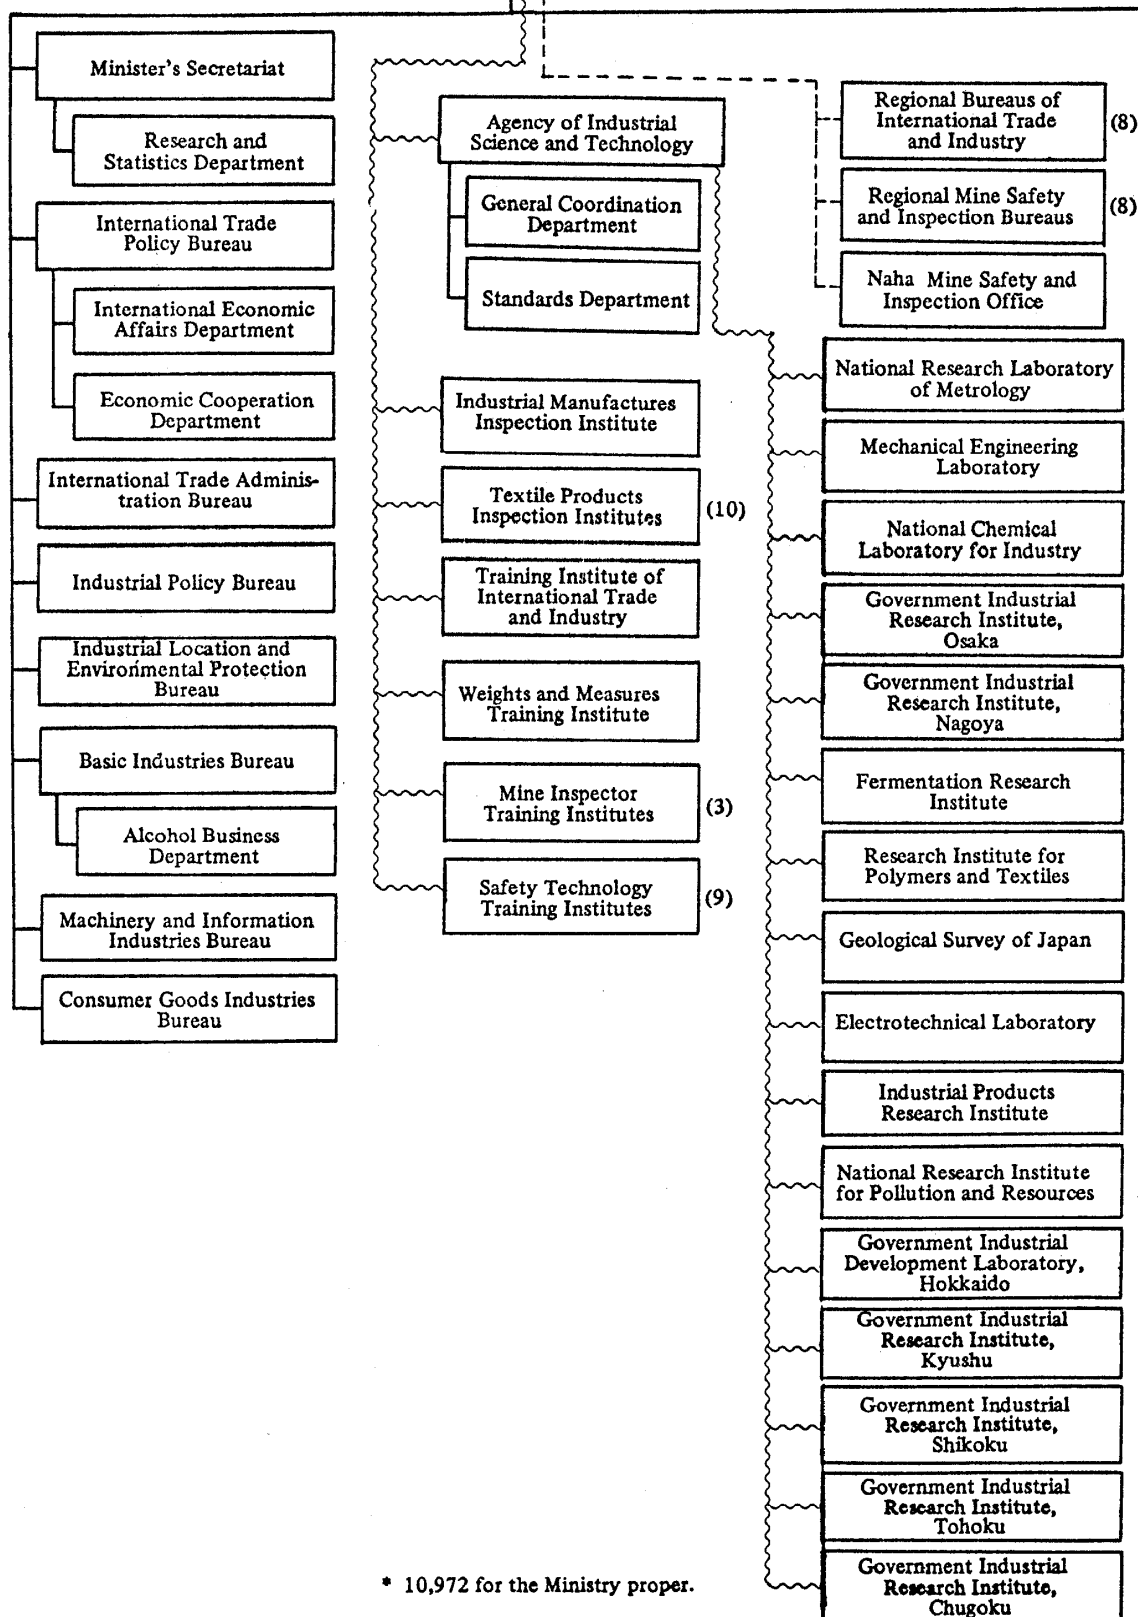 Minister's Secretariat
Research and
Statistics Department
International Trade
Policy Bureau
International Economic
Affairs Department
Economic Cooperation
Department
International Trade Adminis-
tration Bureau
Industrial Policy Bureau
Industrial Location and
Environmental Protection
Bureau
Basic Industries Bureau
Alcohol Business
Department
Machinery and Information
Industries Bureau
Consumer Goods Industries
Bureau
Agency of Industrial
Science and Technology
General Coordination
Department
Standards Department
Industrial Manufactures
Inspection Institute
Textile Products
Inspection Institutes
(10)
Training Institute of
International Trade
and Industry
Weights and Measures
Training Institute
Mine Inspector
Training Institutes
(3)
Safety Technology
Training Institutes
(9)
Regional Bureaus of
International Trade
and Industry
(8)
Regional Mine Safety
and Inspection Bureaus
(8)
Naha Mine Safety and
Inspection Office
National Research Laboratory
of Metrology
Mechanical Engineering
Laboratory
National Chemical
Laboratory for Industry
Government Industrial
Research Institute,
Osaka
Government Industrial
Research Institute,
Nagoya
Fermentation Research
Institute
Research Institute for
Polymers and Textiles
Geological Survey of Japan
Electrotechnical Laboratory
Industrial Products
Research Institute
National Research Institute
for Pollution and Resources
Government Industrial
Development Laboratory,
Hokkaido
Government Industrial
Research Institute,
Kyushu
Government Industrial
Research Institute,
Shikoku
Government Industrial
Research Institute,
Tohoku
Government Industrial
Research Institute,
Chugoku
* 10,972 for the Ministry proper.